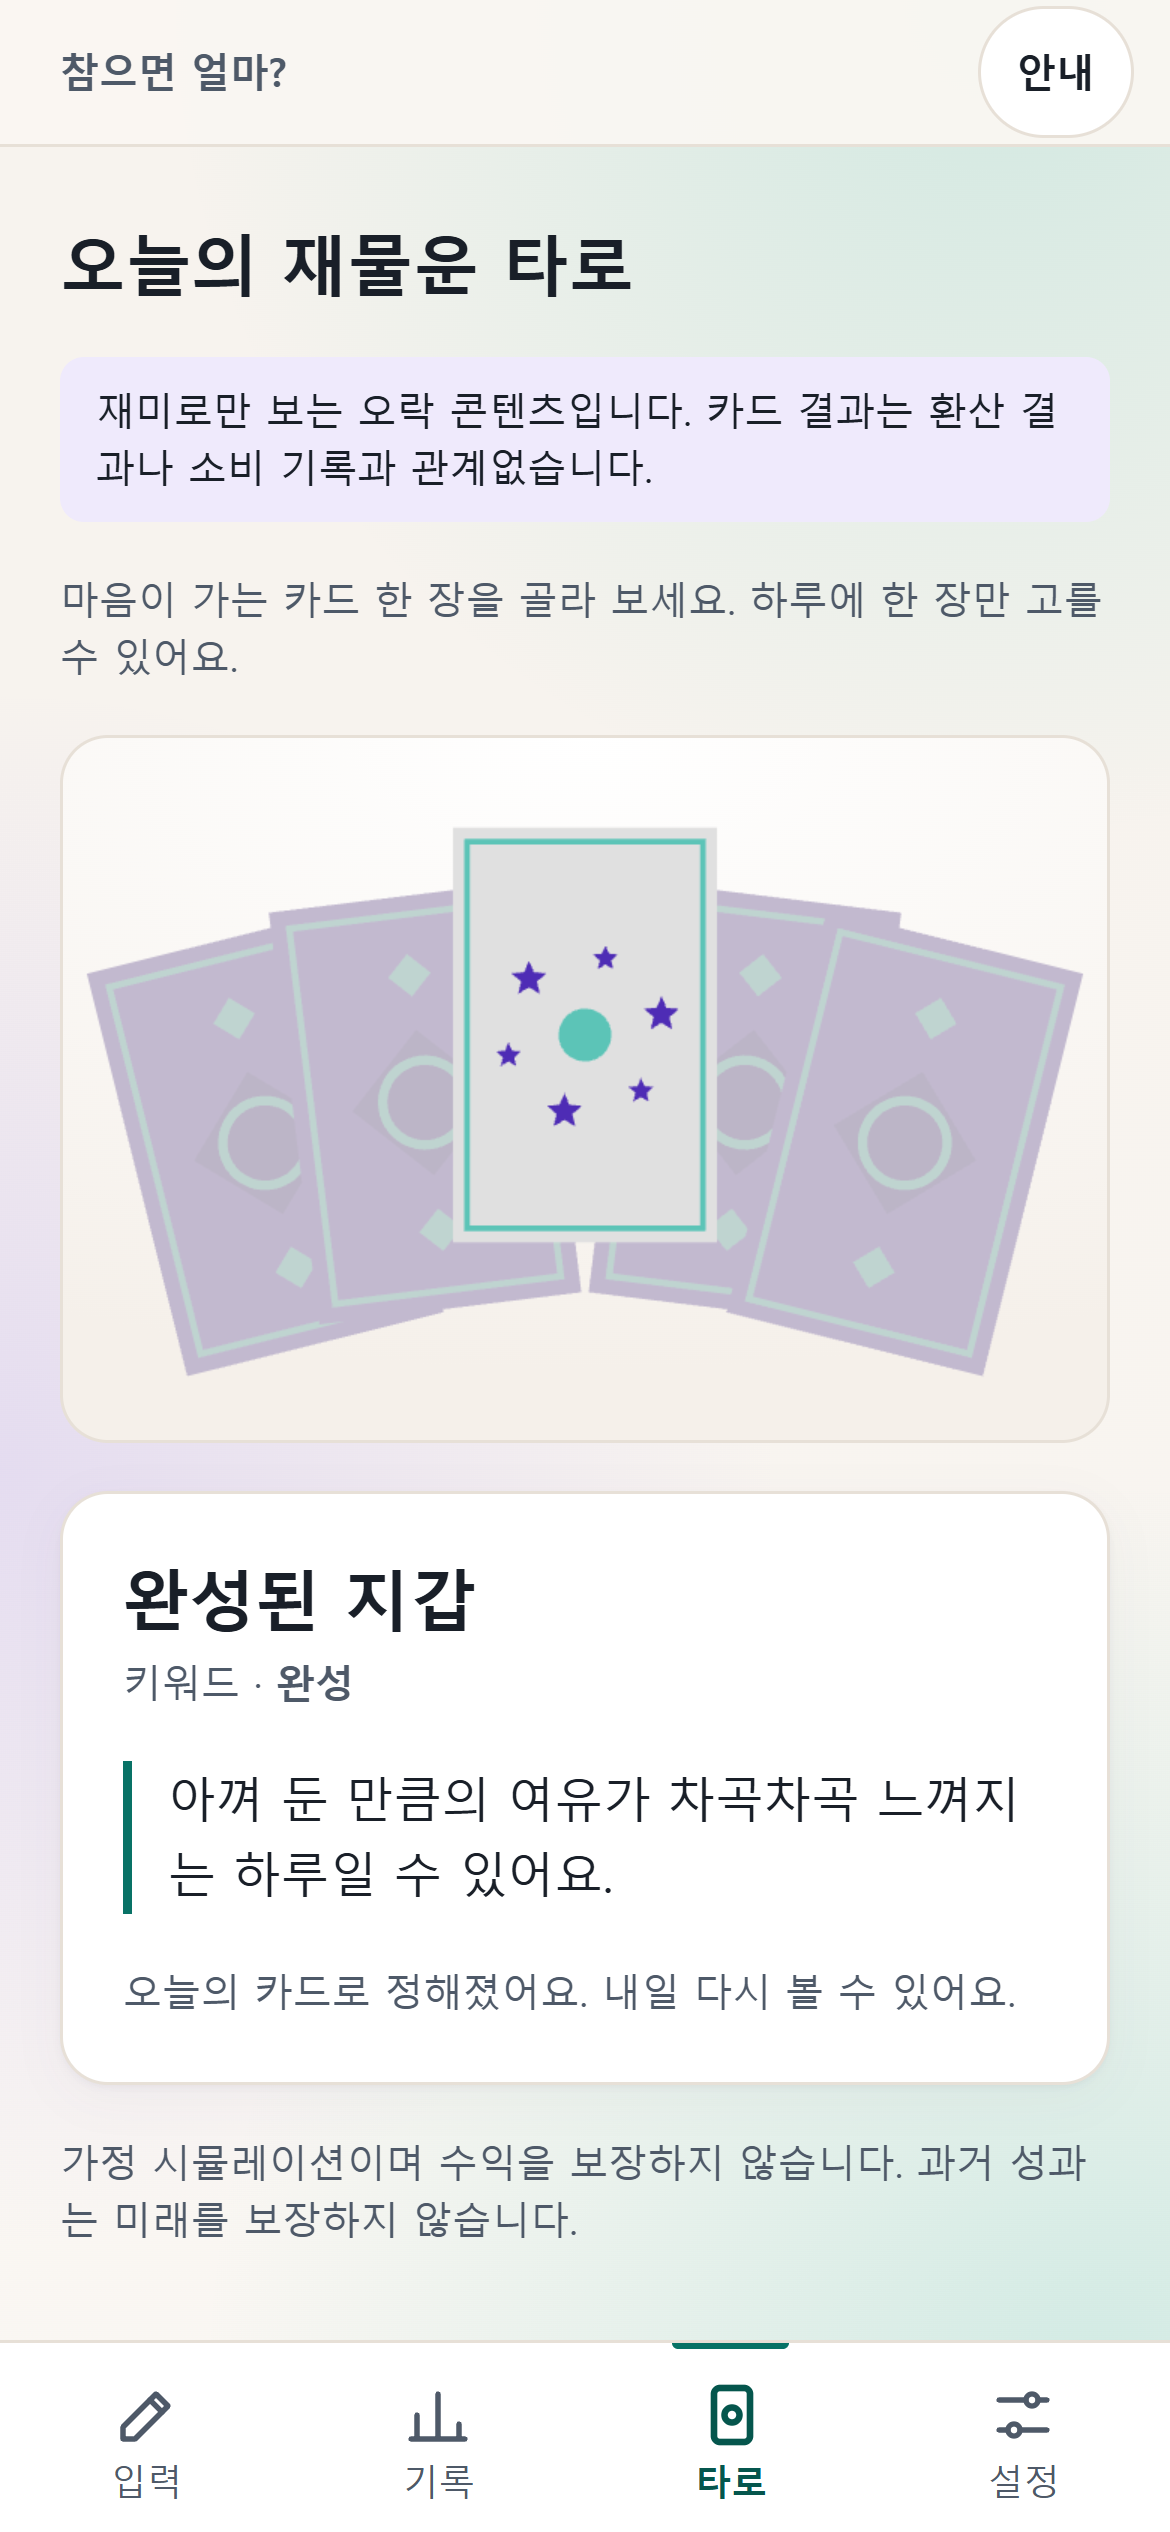 참으면 얼마?
안내
오늘의 재물운 타로
재미로만 보는 오락 콘텐츠입니다. 카드 결과는 환산 결
과나 소비 기록과 관계없습니다.
마음이 가는 카드 한 장을 골라 보세요. 하루에 한 장만 고를
수 있어요.
완성된 지갑
키워드 · 완성
아껴 둔 만큼의 여유가 차곡차곡 느껴지
는 하루일 수 있어요.
오늘의 카드로 정해졌어요. 내일 다시 볼 수 있어요.
가정 시뮬레이션이며 수익을 보장하지 않습니다. 과거 성과
는 미래를 보장하지 않습니다.
입력
기록
타로
설정